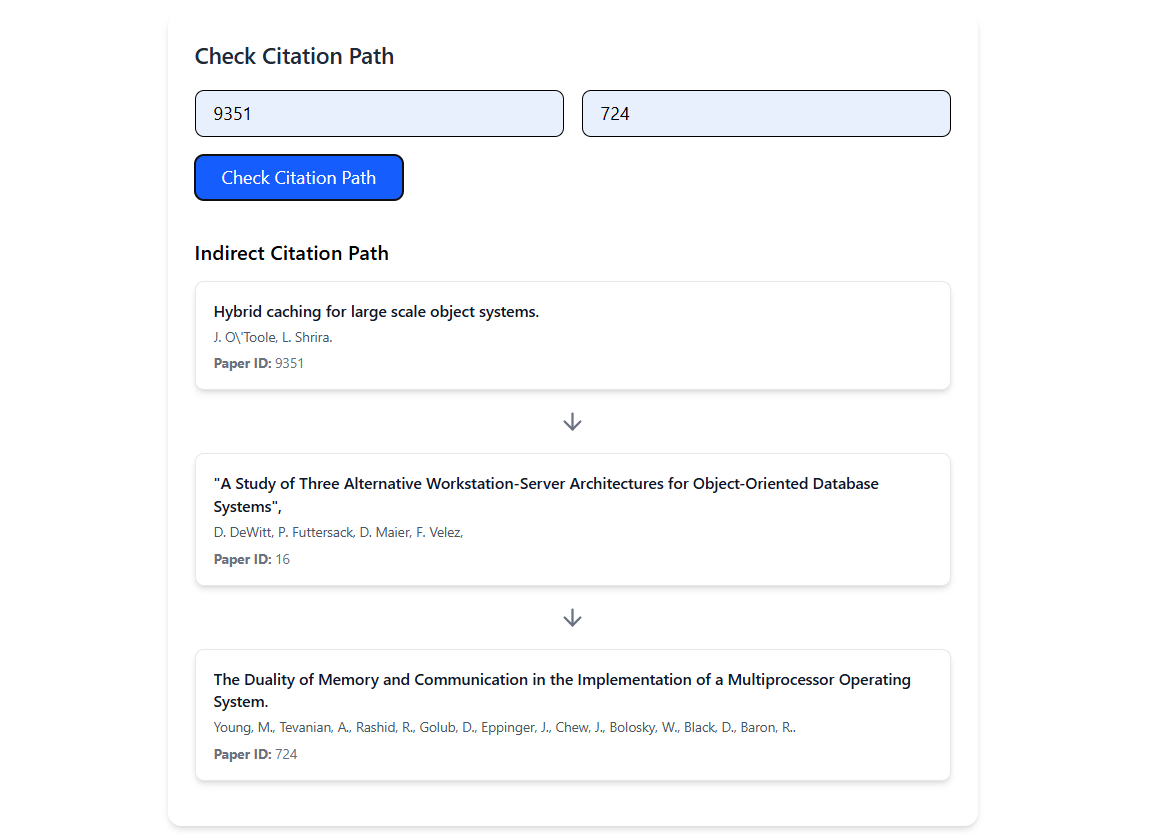 Check Citation Path
9351
724
Check Citation Path
Indirect Citation Path
Hybrid caching for large scale object systems.
J. O\'Toole, L. Shrira.
Paper ID: 9351
"A Study of Three Alternative Workstation-Server Architectures for Object-Oriented Database
Systems",
D. DeWitt, P. Futtersack, D. Maier, F. Velez,
Paper ID: 16
The Duality of Memory and Communication in the Implementation of a Multiprocessor Operating
System.
Young, M., Tevanian, A., Rashid, R., Golub, D., Eppinger, J., Chew, J., Bolosky, W., Black, D., Baron, R..
Paper ID: 724